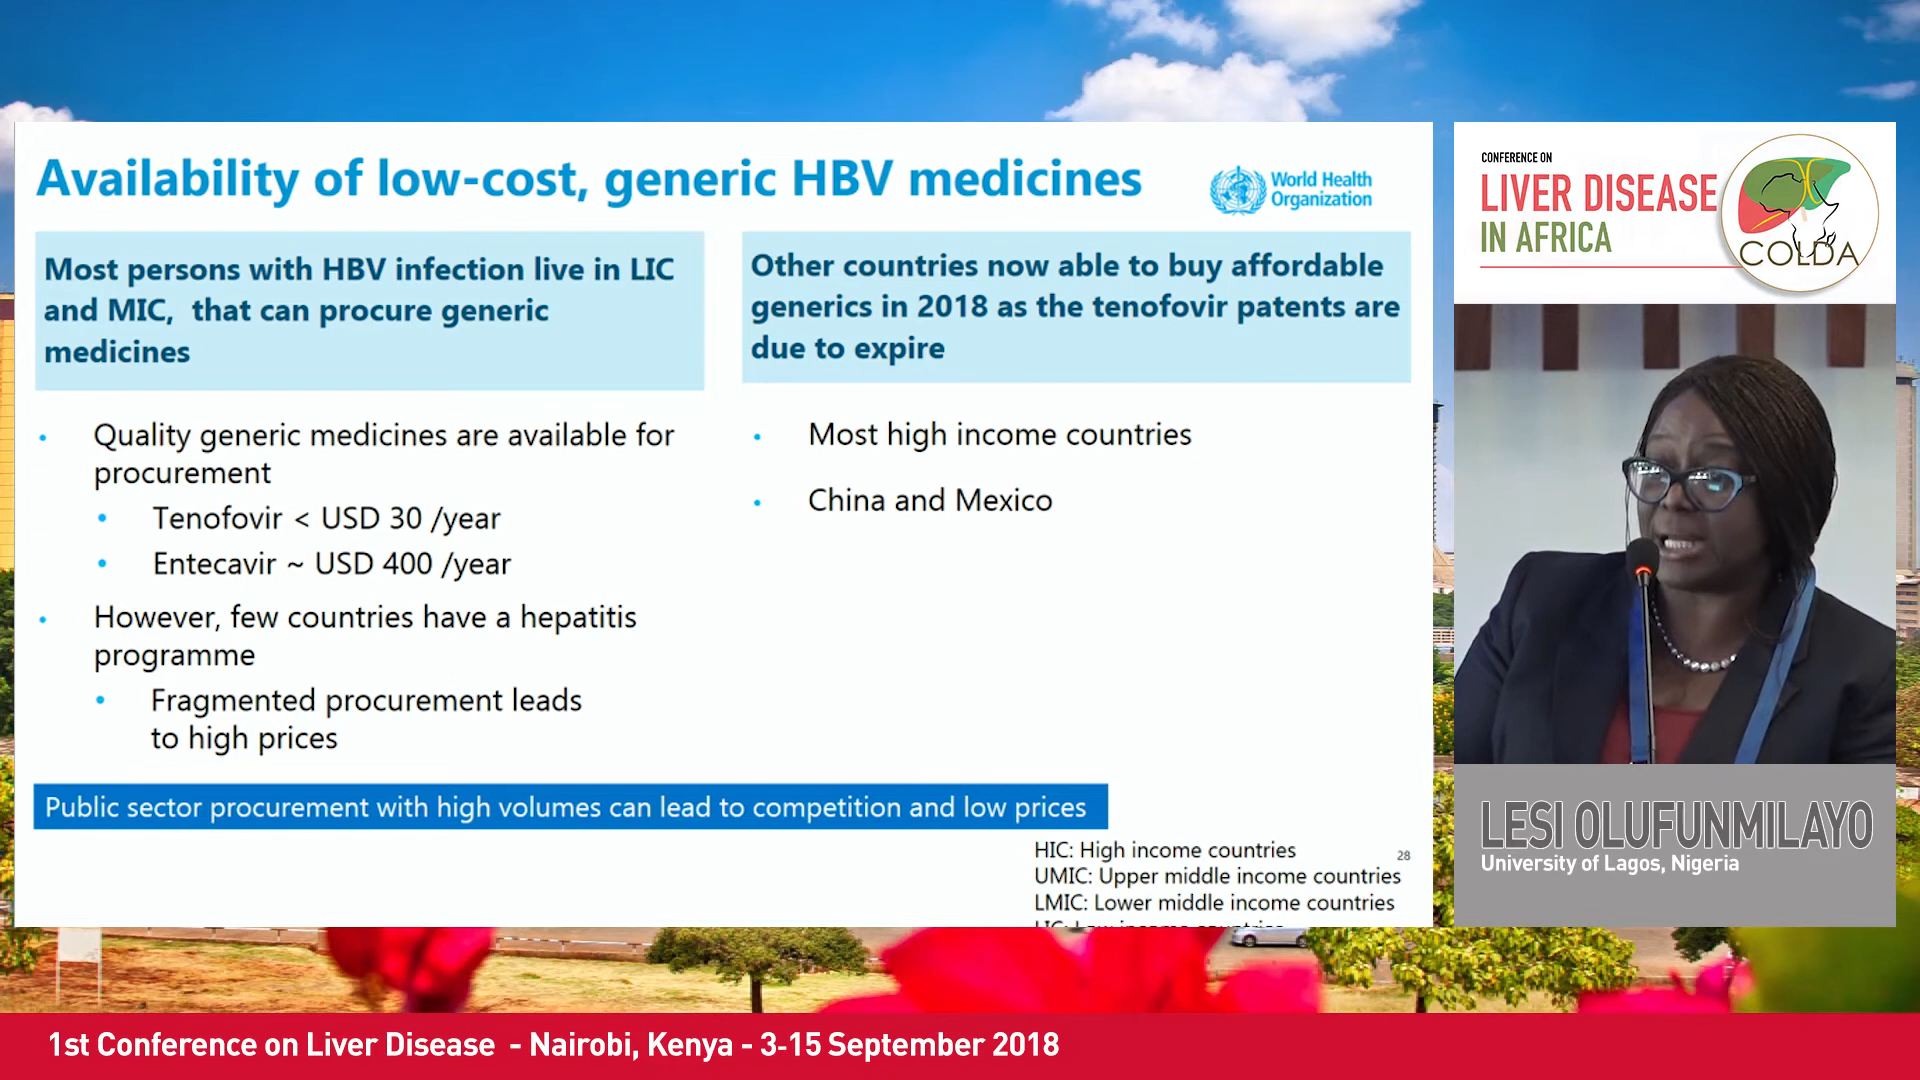 Availability of low-cost, generic HBV medicines
World Health
Organization
Most persons with HBV infection live in LIC
and MIC, that can procure generic
medicines
Other countries now able to buy affordable
generics in 2018 as the tenofovir patents are
due to expire
• Quality generic medicines are available for
procurement
• Tenofovir < USD 30 /year
• Entecavir ~ USD 400 /year
• However, few countries have a hepatitis
programme
• Fragmented procurement leads
to high prices
• Most high income countries
• China and Mexico
Public sector procurement with high volumes can lead to competition and low prices
HIC: High income countries
UMIC: Upper middle income countries
LMIC: Lower middle income countries
LIC: Low income countries
28
CONFERENCE ON
LIVER DISEASE
IN AFRICA
COLDA
LESI OLUFUNMILAYO
University of Lagos, Nigeria
1st Conference on Liver Disease - Nairobi, Kenya - 3-15 September 2018